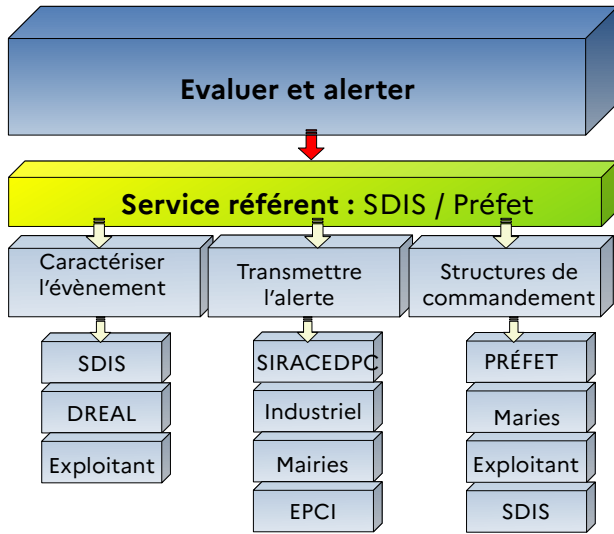 Evaluer et alerter
Service référent : SDIS / Préfet
Caractériser
l'évènement
Transmettre
l'alerte
Structures de
commandement
SDIS
DREAL
Exploitant
SIRACEDPC
Industriel
Mairies
EPCI
PRÉFET
Maries
Exploitant
SDIS